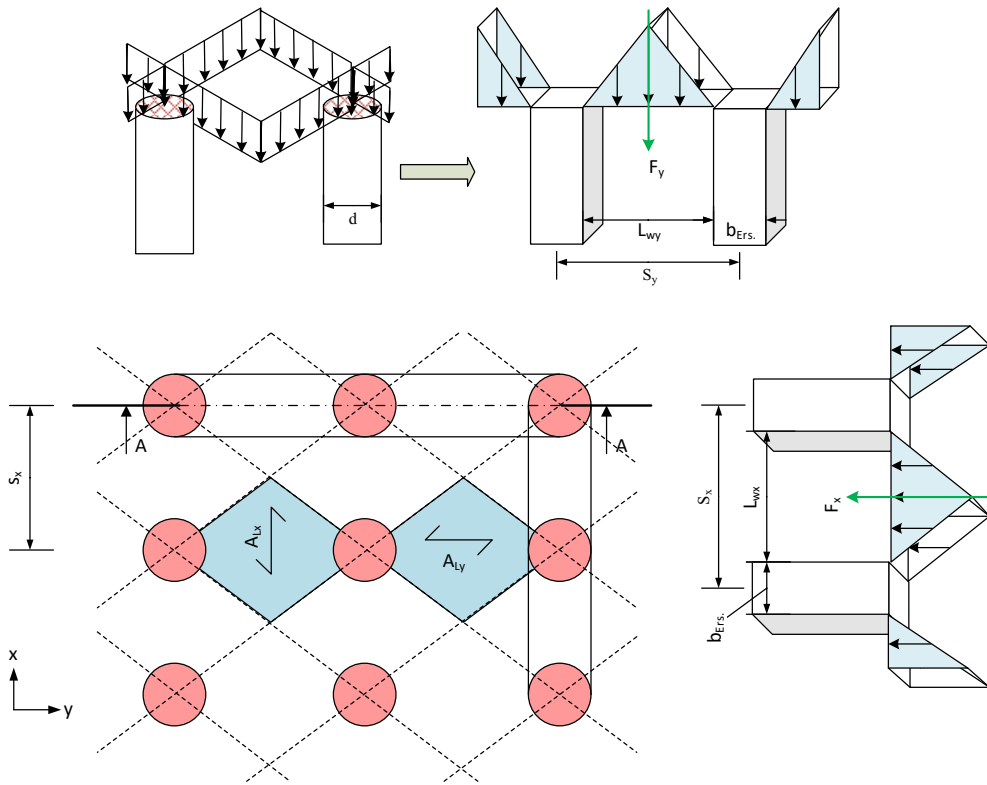 d
F_y
L_wy
b_Ers.
S_y
A
A
s_x
A_Lx
A_Ly
x
y
S_x
L_wx
F_x
b_Ers.